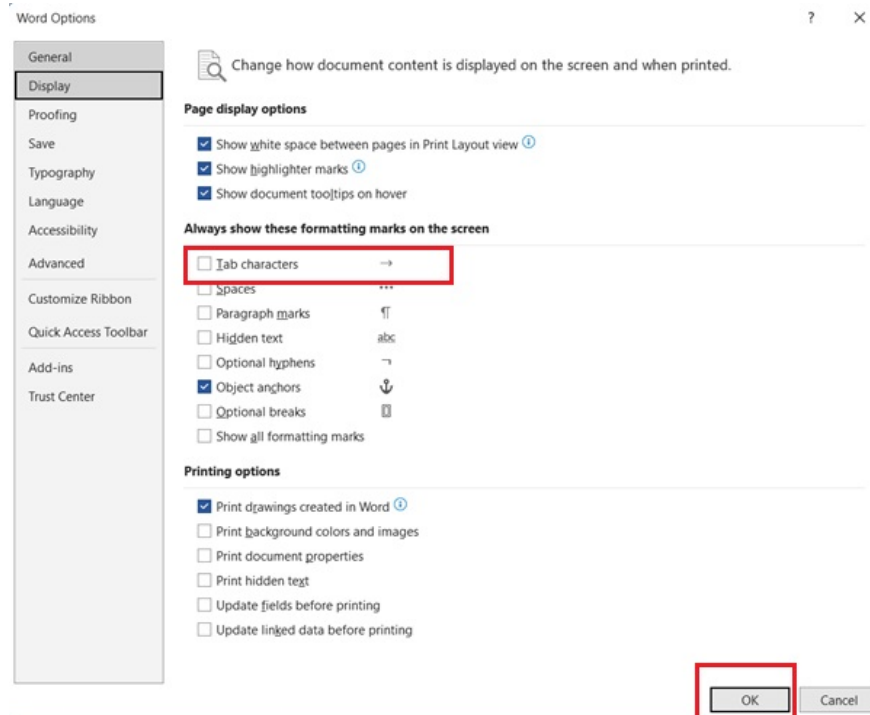 Word Options
? ×
General
Display
Proofing
Save
Typography
Language
Accessibility
Advanced
Customize Ribbon
Quick Access Toolbar
Add-ins
Trust Center
Change how document content is displayed on the screen and when printed.
Page display options
Show white space between pages in Print Layout view
Show highlighter marks
Show document tooltips on hover
Always show these formatting marks on the screen
Tab characters →
Spaces ···
Paragraph marks ¶
Hidden text abc
Optional hyphens ¬
Object anchors
Optional breaks
Show all formatting marks
Printing options
Print drawings created in Word
Print background colors and images
Print document properties
Print hidden text
Update fields before printing
Update linked data before printing
OK Cancel